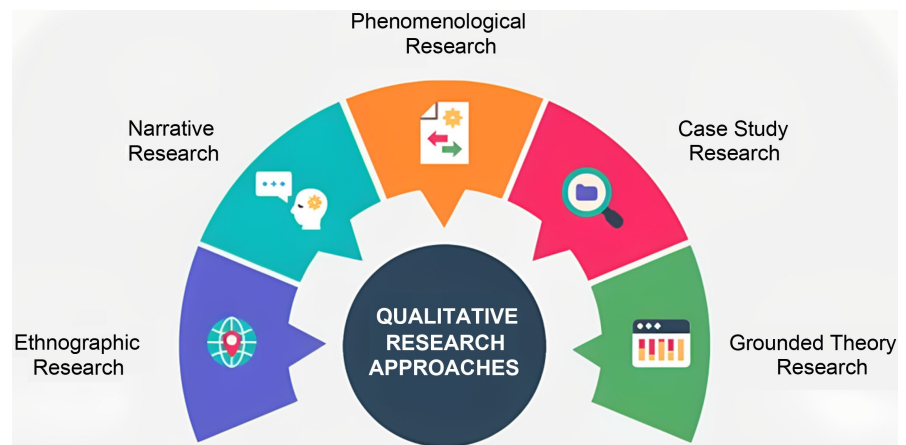 Phenomenological
Research
Narrative
Research
Case Study
Research
Ethnographic
Research
QUALITATIVE
RESEARCH
APPROACHES
Grounded Theory
Research